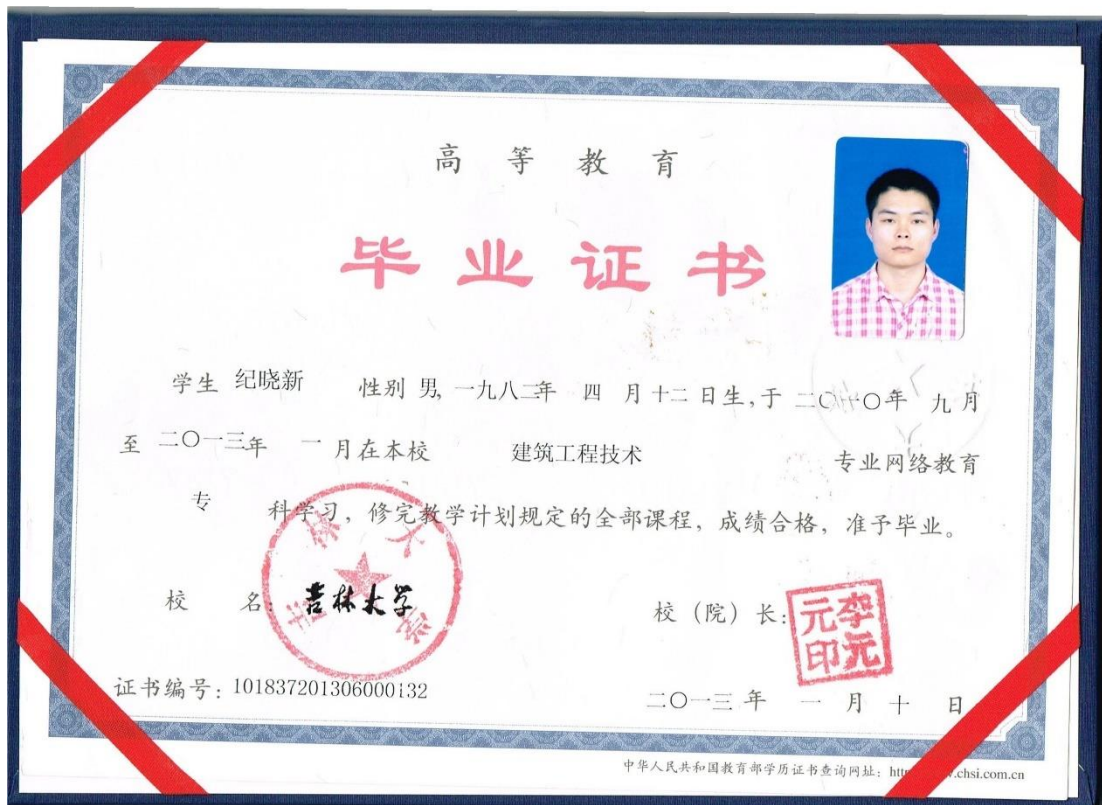 高等教育
毕业证书
学生 纪晓新 性别 男, 一九八二年 四 月 十二 日生,于 二〇一〇年 九 月
至 二〇一三年 一 月在本校 建筑工程技术 专业网络教育
专 科学习，修完教学计划规定的全部课程，成绩合格，准予毕业。
校 名: 吉林大学
吉林大学
校（院）长:
李元元印
证书编号: 101837201306000132
二〇一三年 一 月 十 日
中华人民共和国教育部学历证书查询网址: .chsi.com.cn